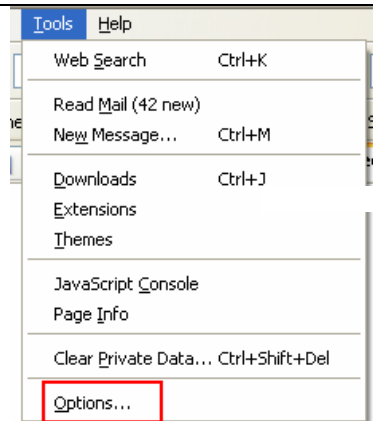 Tools Help
Web Search Ctrl+K
Read Mail (42 new)
New Message... Ctrl+M
Downloads Ctrl+J
Extensions
Themes
JavaScript Console
Page Info
Clear Private Data... Ctrl+Shift+Del
Options...